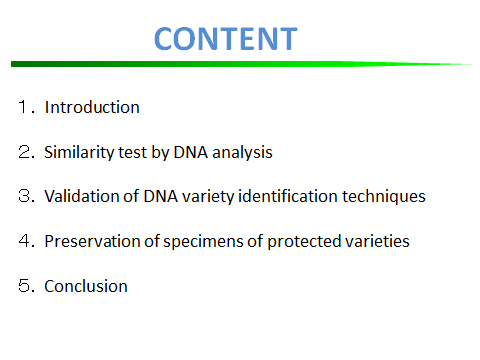 CONTENT
1. Introduction
2. Similarity test by DNA analysis
3. Validation of DNA variety identification techniques
4. Preservation of specimens of protected varieties
5. Conclusion